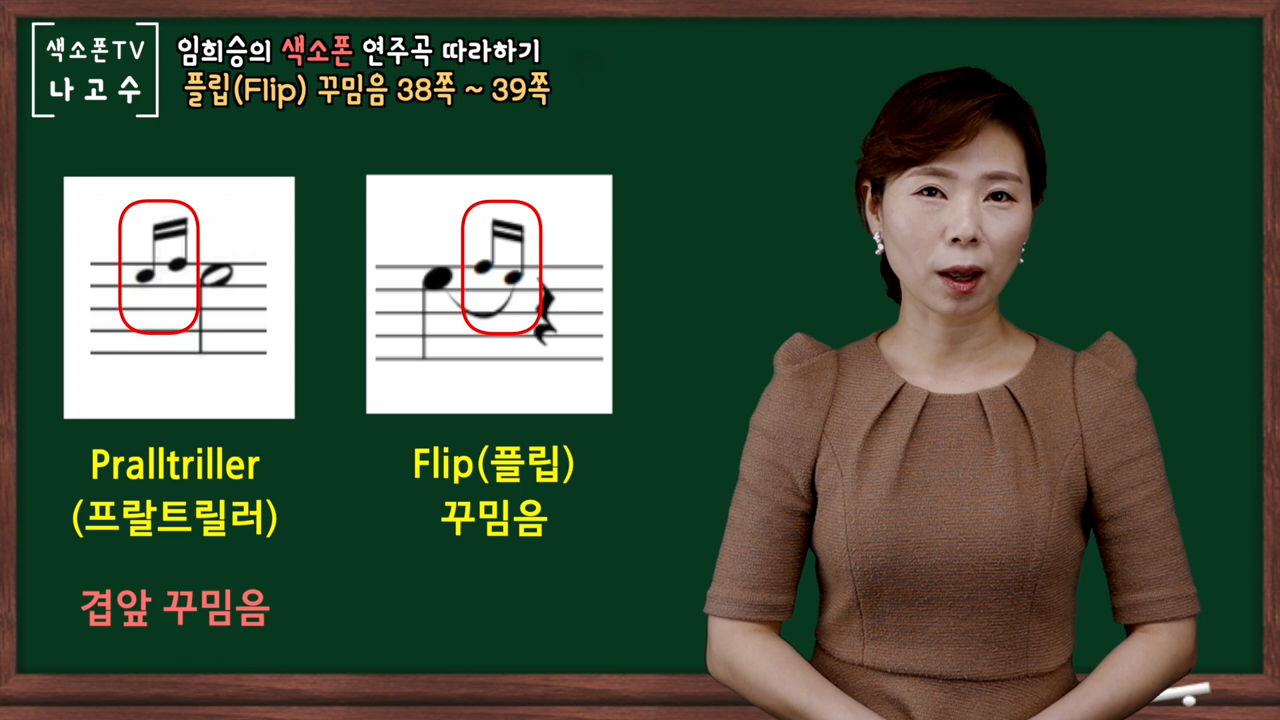 색소폰TV
나고수
임희승의 색소폰 연주곡 따라하기
플립(Flip) 꾸밈음 38쪽 ~ 39쪽
Pralltriller
(프랄트릴러)
겹앞 꾸밈음
Flip(플립)
꾸밈음